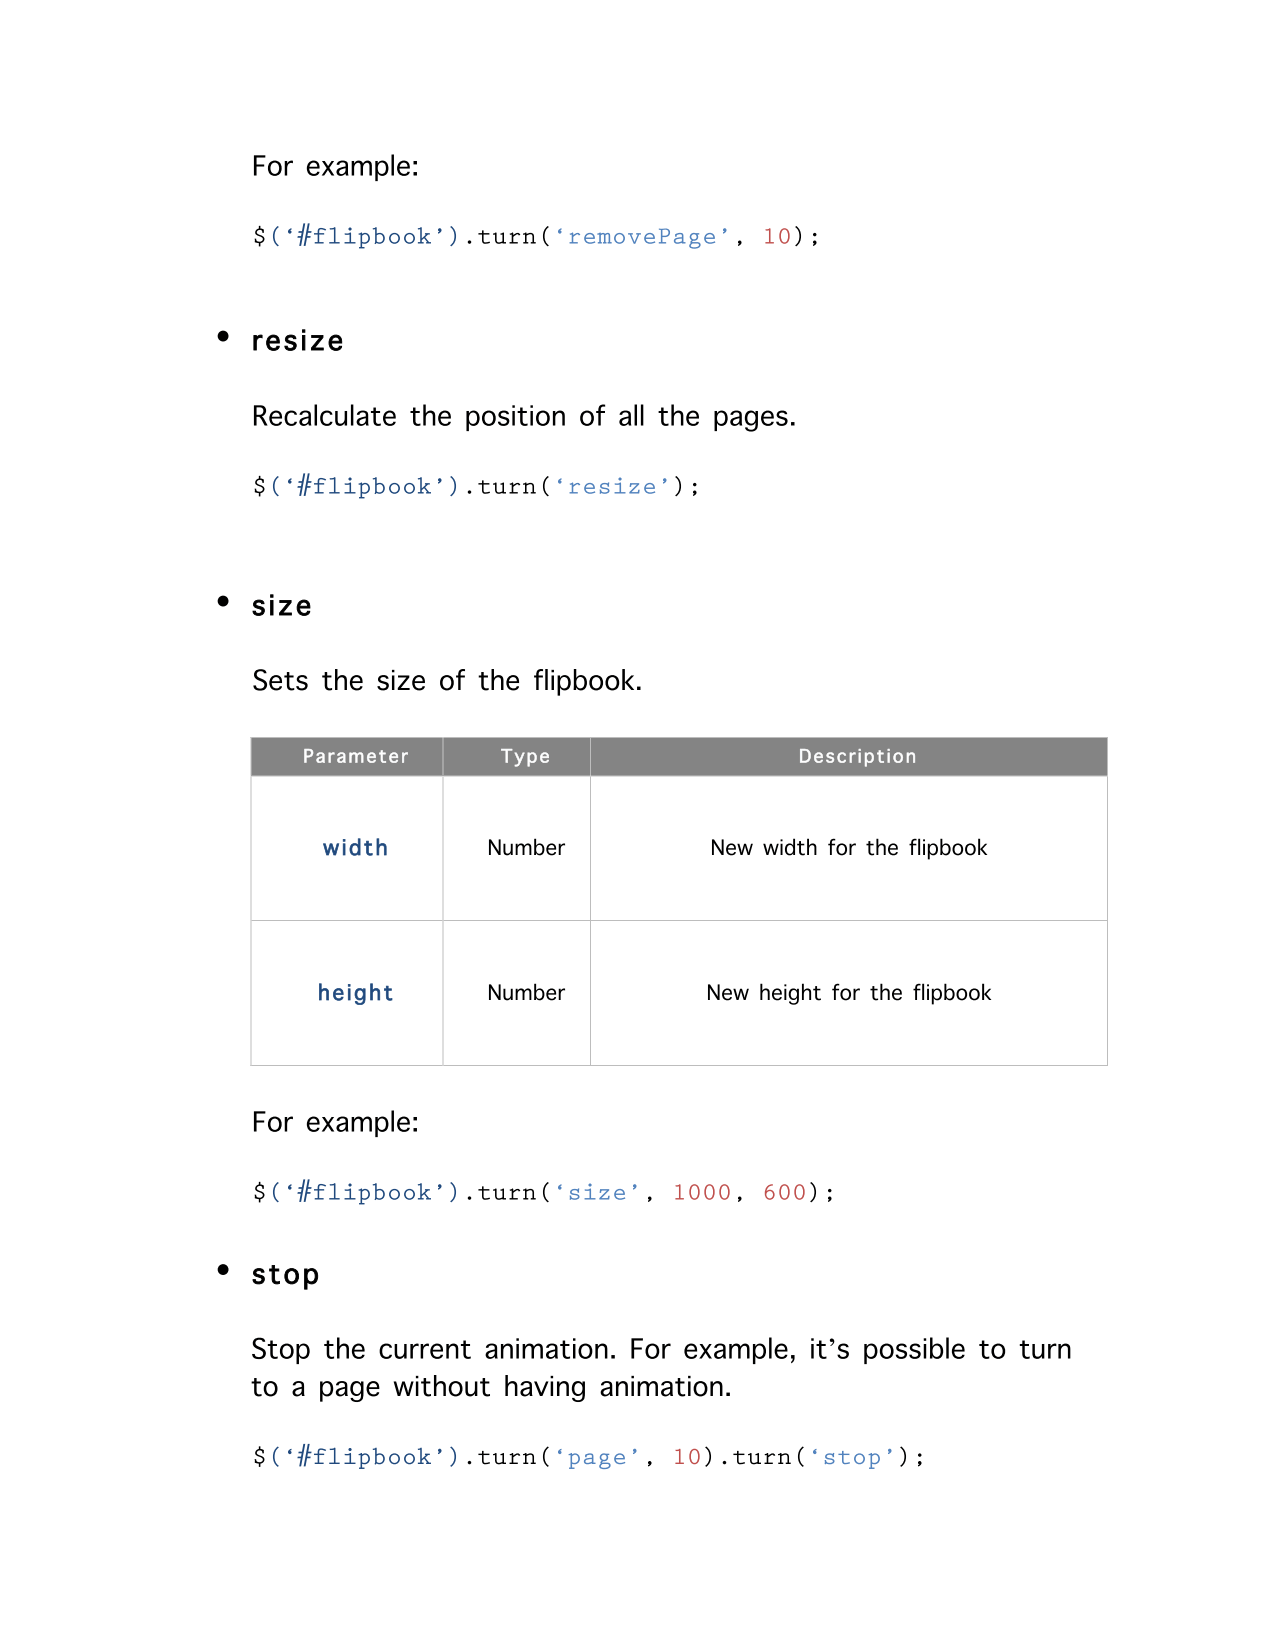 For example:
$(‘#flipbook’).turn(‘removePage’, 10);
• resize
Recalculate the position of all the pages.
$(‘#flipbook’).turn(‘resize’);
• size
Sets the size of the flipbook.
Parameter Type Description
width Number New width for the flipbook
height Number New height for the flipbook
For example:
$(‘#flipbook’).turn(‘size’, 1000, 600);
• stop
Stop the current animation. For example, it’s possible to turn
to a page without having animation.
$(‘#flipbook’).turn(‘page’, 10).turn(‘stop’);